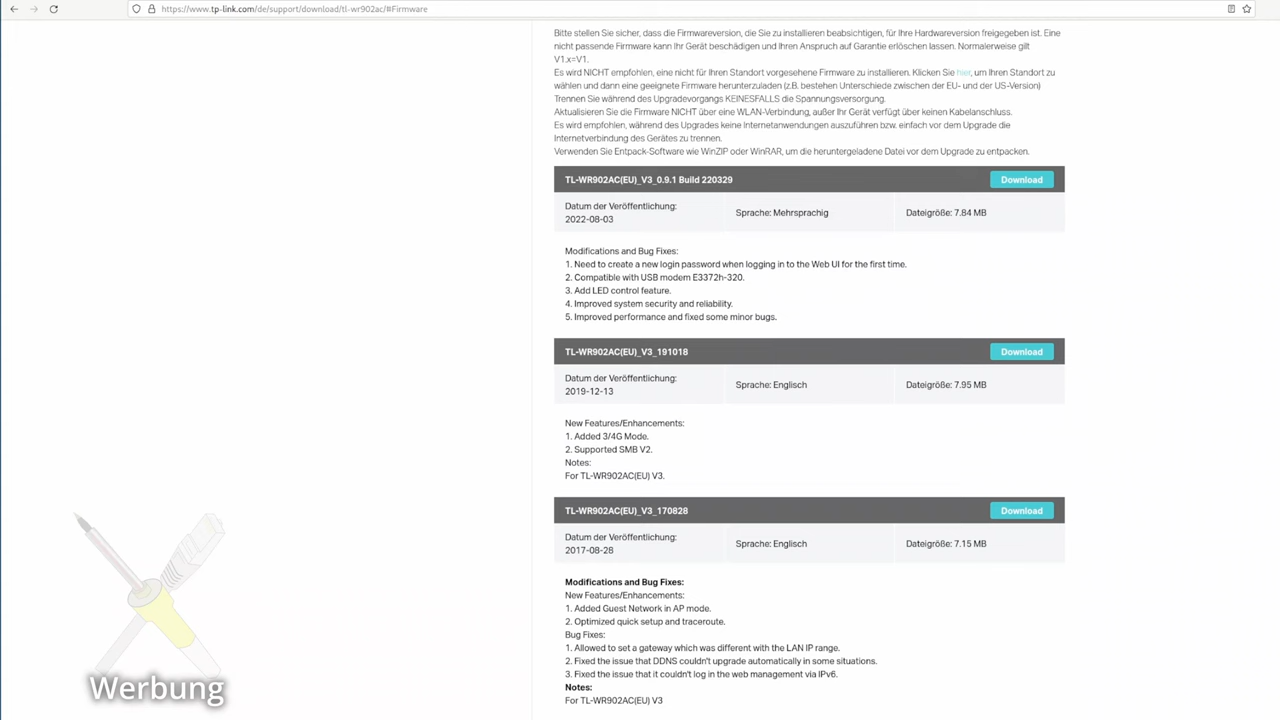 https://www.tp-link.com/de/support/download/tl-wr902ac/#Firmware
Bitte stellen Sie sicher, dass die Firmwareversion, die Sie zu installieren beabsichtigen, für Ihre Hardwareversion freigegeben ist. Eine
nicht passende Firmware kann Ihr Gerät beschädigen und Ihren Anspruch auf Garantie erlöschen lassen. Normalerweise gilt
V1.x=V1.
Es wird NICHT empfohlen, eine nicht für Ihren Standort vorgesehene Firmware zu installieren. Klicken Sie hier, um Ihren Standort zu
wählen und dann eine geeignete Firmware herunterzuladen (z.B. bestehen Unterschiede zwischen der EU- und der US-Version)
Trennen Sie während des Upgradevorgangs KEINESFALLS die Spannungsversorgung.
Aktualisieren Sie die Firmware NICHT über eine WLAN-Verbindung, außer Ihr Gerät verfügt über keinen Kabelanschluss.
Es wird empfohlen, während des Upgrades keine Internetanwendungen auszuführen bzw. einfach vor dem Upgrade die
Internetverbindung des Gerätes zu trennen.
Verwenden Sie Entpack-Software wie WinZIP oder WinRAR, um die heruntergeladene Datei vor dem Upgrade zu entpacken.
TL-WR902AC(EU)_V3_0.9.1 Build 220329 Download
Datum der Veröffentlichung:
2022-08-03
Sprache: Mehrsprachig
Dateigröße: 7.84 MB
Modifications and Bug Fixes:
1. Need to create a new login password when logging in to the Web UI for the first time.
2. Compatible with USB modem E3372h-320.
3. Add LED control feature.
4. Improved system security and reliability.
5. Improved performance and fixed some minor bugs.
TL-WR902AC(EU)_V3_191018 Download
Datum der Veröffentlichung:
2019-12-13
Sprache: Englisch
Dateigröße: 7.95 MB
New Features/Enhancements:
1. Added 3/4G Mode.
2. Supported SMB V2.
Notes:
For TL-WR902AC(EU) V3.
TL-WR902AC(EU)_V3_170828 Download
Datum der Veröffentlichung:
2017-08-28
Sprache: Englisch
Dateigröße: 7.15 MB
Modifications and Bug Fixes:
New Features/Enhancements:
1. Added Guest Network in AP mode.
2. Optimized quick setup and traceroute.
Bug Fixes:
1. Allowed to set a gateway which was different with the LAN IP range.
2. Fixed the issue that DDNS couldn't upgrade automatically in some situations.
3. Fixed the issue that it couldn't log in the web management via IPv6.
Notes:
For TL-WR902AC(EU) V3
Werbung